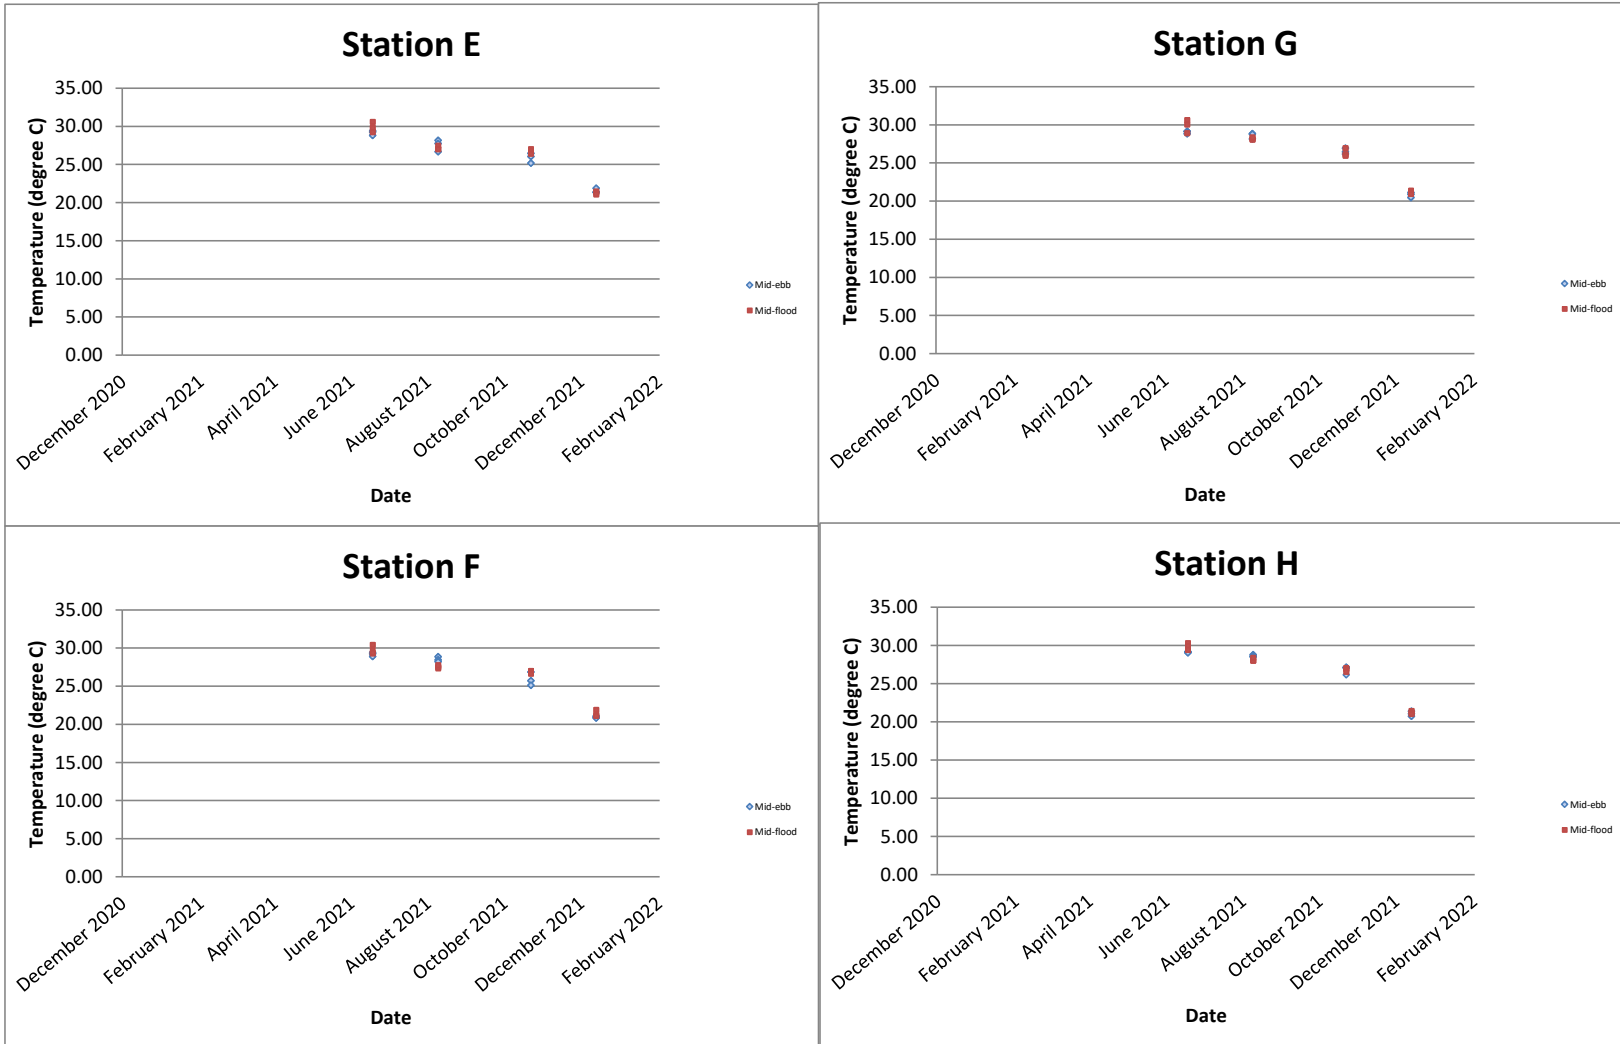 Station E
Temperature (degree C)
35.00
30.00
25.00
20.00
15.00
10.00
5.00
0.00
December 2020
February 2021
April 2021
June 2021
August 2021
October 2021
December 2021
February 2022
Date
Mid-ebb
Mid-flood
Station G
Temperature (degree C)
35.00
30.00
25.00
20.00
15.00
10.00
5.00
0.00
December 2020
February 2021
April 2021
June 2021
August 2021
October 2021
December 2021
February 2022
Date
Mid-ebb
Mid-flood
Station F
Temperature (degree C)
35.00
30.00
25.00
20.00
15.00
10.00
5.00
0.00
December 2020
February 2021
April 2021
June 2021
August 2021
October 2021
December 2021
February 2022
Date
Mid-ebb
Mid-flood
Station H
Temperature (degree C)
35.00
30.00
25.00
20.00
15.00
10.00
5.00
0.00
December 2020
February 2021
April 2021
June 2021
August 2021
October 2021
December 2021
February 2022
Date
Mid-ebb
Mid-flood